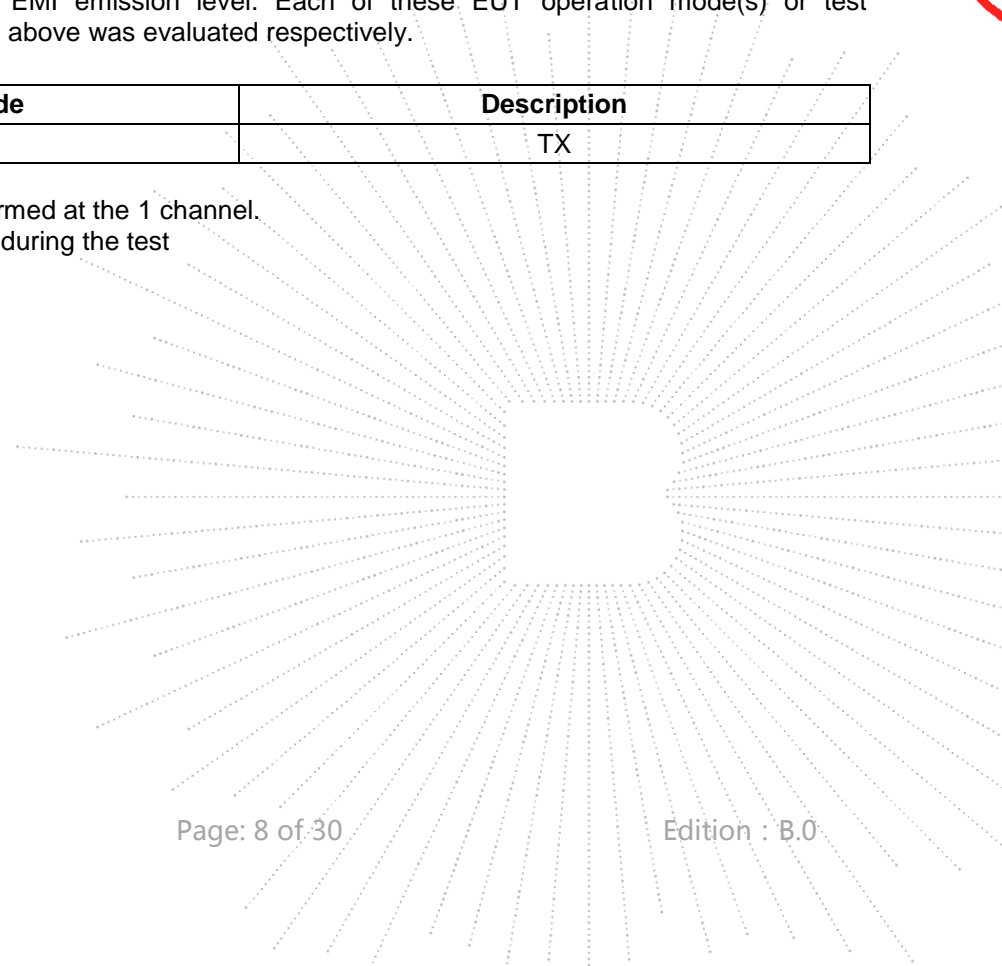 EMI emission level. Each of these EUT operation mode(s) or test
above was evaluated respectively.
de Description
TX
rmed at the 1 channel.
during the test
Page: 8 of 30 Edition : B.0